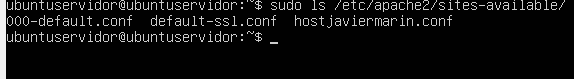 ubuntuservidor@ubuntuservidor:~$ sudo ls /etc/apache2/sites-available/
000-default.conf  default-ssl.conf  hostjaviermarin.conf
ubuntuservidor@ubuntuservidor:~$ _